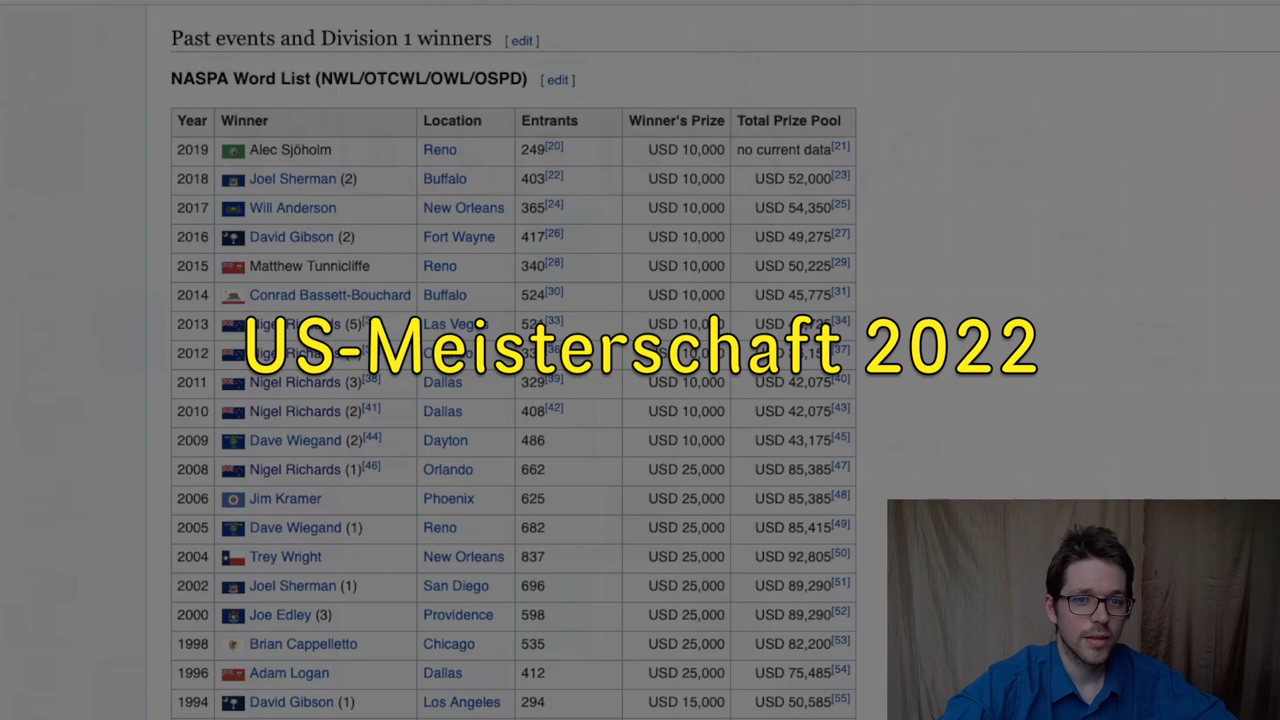 Past events and Division 1 winners [ edit ]
NASPA Word List (NWL/OTCWL/OWL/OSPD) [ edit ]
Year Winner Location Entrants Winner's Prize Total Prize Pool
2019 Alec Sjöholm Reno 249[20] USD 10,000 no current data[21]
2018 Joel Sherman (2) Buffalo 403[22] USD 10,000 USD 52,000[23]
2017 Will Anderson New Orleans 365[24] USD 10,000 USD 54,350[25]
2016 David Gibson (2) Fort Wayne 417[26] USD 10,000 USD 49,275[27]
2015 Matthew Tunnicliffe Reno 340[28] USD 10,000 USD 50,225[29]
2014 Conrad Bassett-Bouchard Buffalo 524[30] USD 10,000 USD 45,775[31]
2013 Nigel Richards (5) Las Vegas [33] USD 10,000 [34]
US-Meisterschaft 2022
2012 Nigel [37]
2011 Nigel Richards (3)[38] Dallas 329[39] USD 10,000 USD 42,075[40]
2010 Nigel Richards (2)[41] Dallas 408[42] USD 10,000 USD 42,075[43]
2009 Dave Wiegand (2)[44] Dayton 486 USD 10,000 USD 43,175[45]
2008 Nigel Richards (1)[46] Orlando 662 USD 25,000 USD 85,385[47]
2006 Jim Kramer Phoenix 625 USD 25,000 USD 85,385[48]
2005 Dave Wiegand (1) Reno 682 USD 25,000 USD 85,415[49]
2004 Trey Wright New Orleans 837 USD 25,000 USD 92,805[50]
2002 Joel Sherman (1) San Diego 696 USD 25,000 USD 89,290[51]
2000 Joe Edley (3) Providence 598 USD 25,000 USD 89,290[52]
1998 Brian Cappelletto Chicago 535 USD 25,000 USD 82,200[53]
1996 Adam Logan Dallas 412 USD 25,000 USD 75,485[54]
1994 David Gibson (1) Los Angeles 294 USD 15,000 USD 50,585[55]